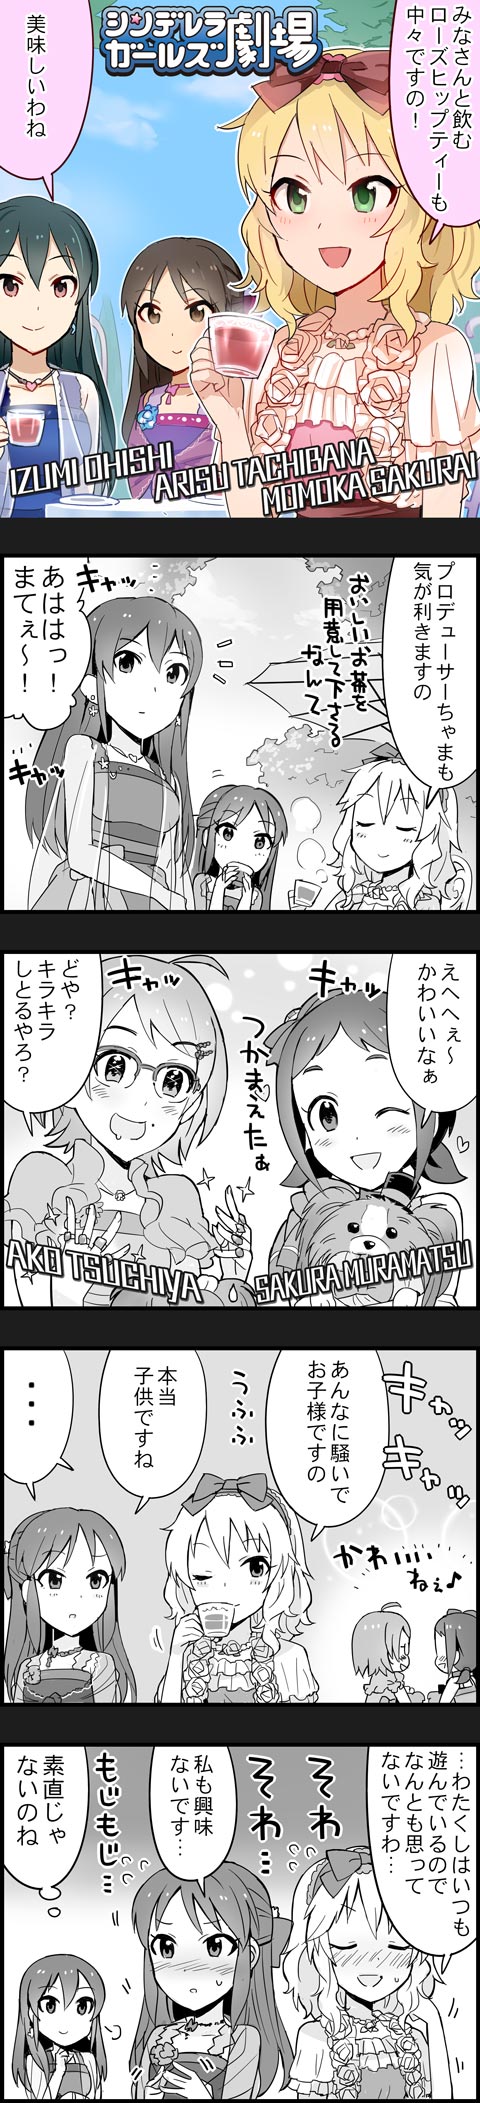 シンデレラ
ガールズ劇場
みなさんと飲む
ローズヒップティーも
中々ですの！
美味しいわね
IZUMI OHISHI
ARISU TACHIBANA
MOMOKA SAKURAI
プロデューサーちゃまも
気が利きますの
おいしいお茶を
用意して下さる
なんて
キャッ
あははっ！
まてぇ～！
キャッ
えへへぇ～
かわいいなぁ
キャッ
つかまえたぁ
キャッ
どや？
キラキラ
しとるやろ？
AKO TSUCHIYA
SAKURA MURAMATSU
キャッ
キャッ
あんなに騒いで
お子様ですの
うふふ
本当
子供ですね
・・・
かわいい
ねぇ♪
…わたくしはいつも
遊んでいるので
なんとも思って
ないですわ…
そわ…
そわ…
私も興味
ないです…
もじもじ…
素直じゃ
ないのね